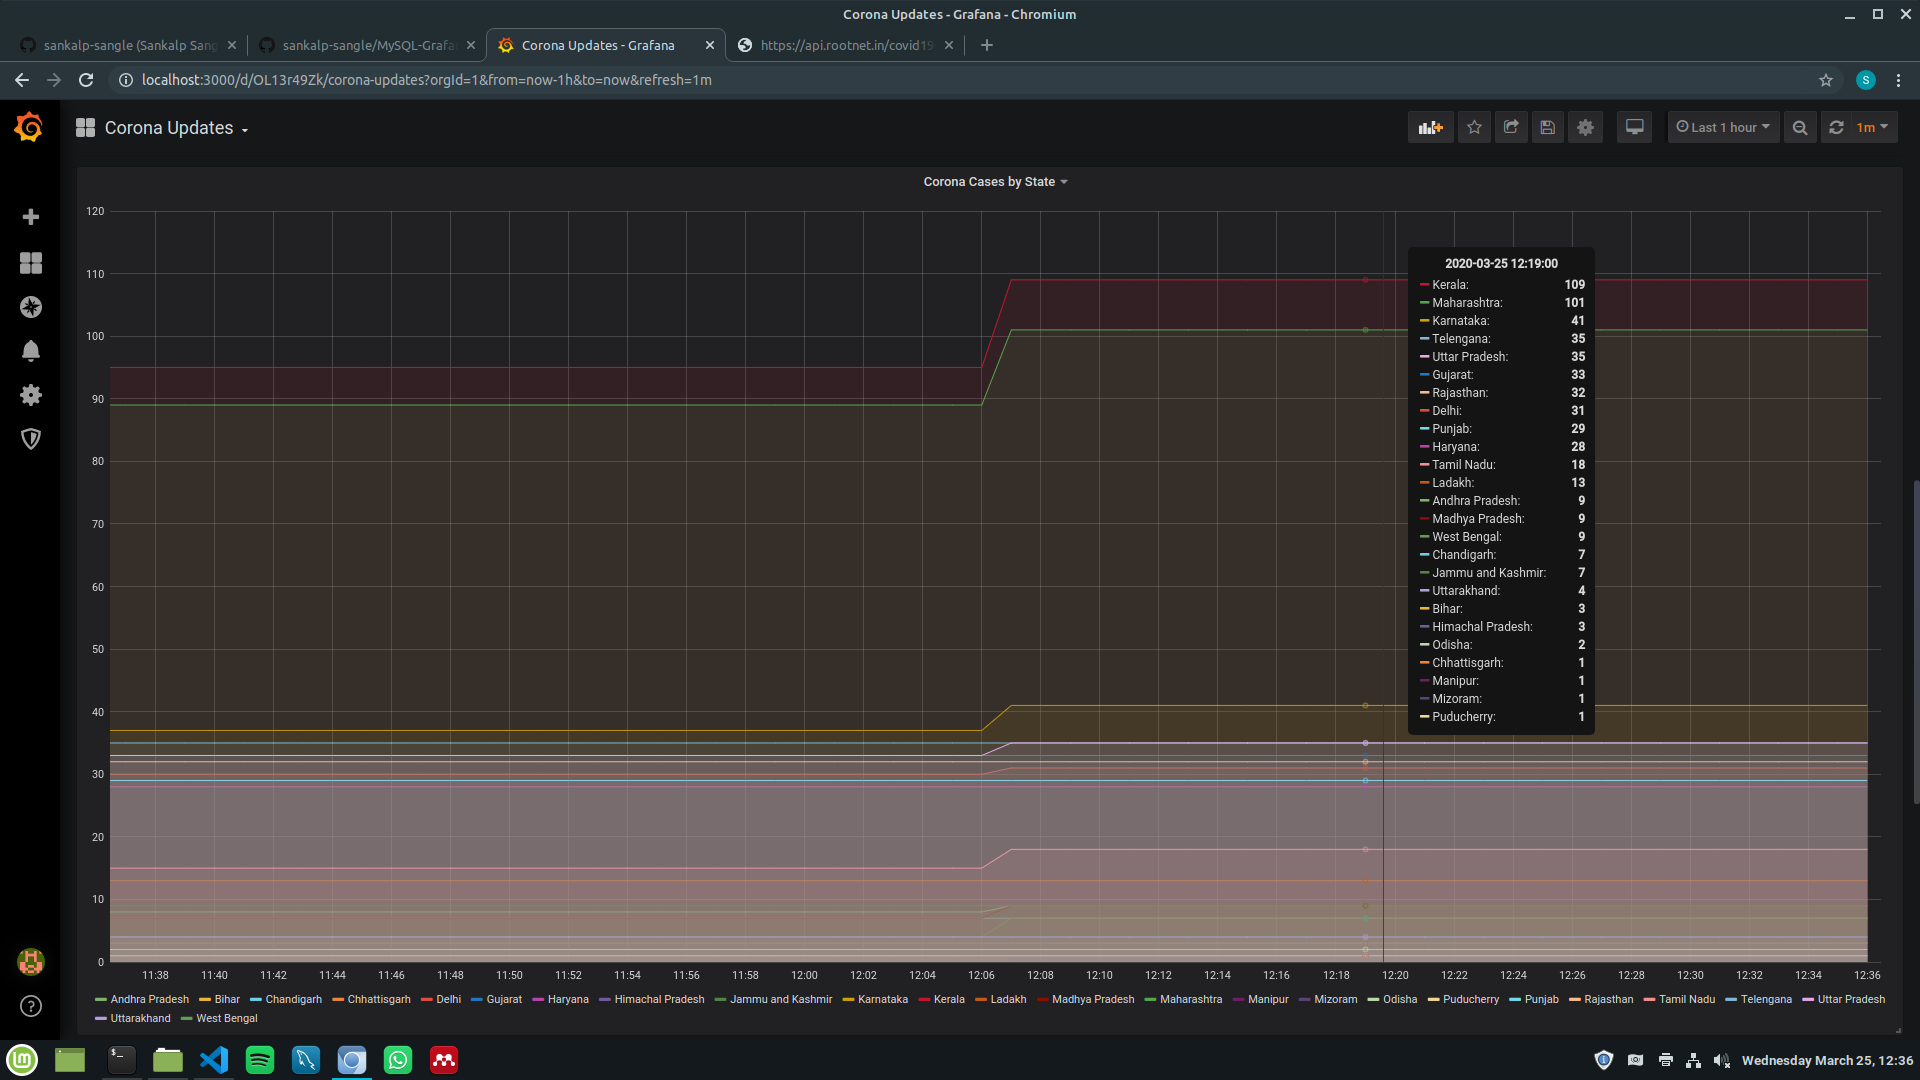 Corona Updates - Grafana - Chromium
sankalp-sangle (Sankalp Sang
sankalp-sangle/MySQL-Grafa
Corona Updates - Grafana
https://api.rootnet.in/covid19
localhost:3000/d/OL13r49Zk/corona-updates?orgId=1&from=now-1h&to=now&refresh=1m
S
Corona Updates
Last 1 hour
1m
Corona Cases by State
120
110
100
90
80
70
60
50
40
30
20
10
0
2020-03-25 12:19:00
Kerala: 109
Maharashtra: 101
Karnataka: 41
Telengana: 35
Uttar Pradesh: 35
Gujarat: 33
Rajasthan: 32
Delhi: 31
Punjab: 29
Haryana: 28
Tamil Nadu: 18
Ladakh: 13
Andhra Pradesh: 9
Madhya Pradesh: 9
West Bengal: 9
Chandigarh: 7
Jammu and Kashmir: 7
Uttarakhand: 4
Bihar: 3
Himachal Pradesh: 3
Odisha: 2
Chhattisgarh: 1
Manipur: 1
Mizoram: 1
Puducherry: 1
11:38 11:40 11:42 11:44 11:46 11:48 11:50 11:52 11:54 11:56 11:58 12:00 12:02 12:04 12:06 12:08 12:10 12:12 12:14 12:16 12:18 12:20 12:22 12:24 12:26 12:28 12:30 12:32 12:34 12:36
Andhra Pradesh Bihar Chandigarh Chhattisgarh Delhi Gujarat Haryana Himachal Pradesh Jammu and Kashmir Karnataka Kerala Ladakh Madhya Pradesh Maharashtra Manipur Mizoram Odisha Puducherry Punjab Rajasthan Tamil Nadu Telengana Uttar Pradesh
Uttarakhand West Bengal
Wednesday March 25, 12:36